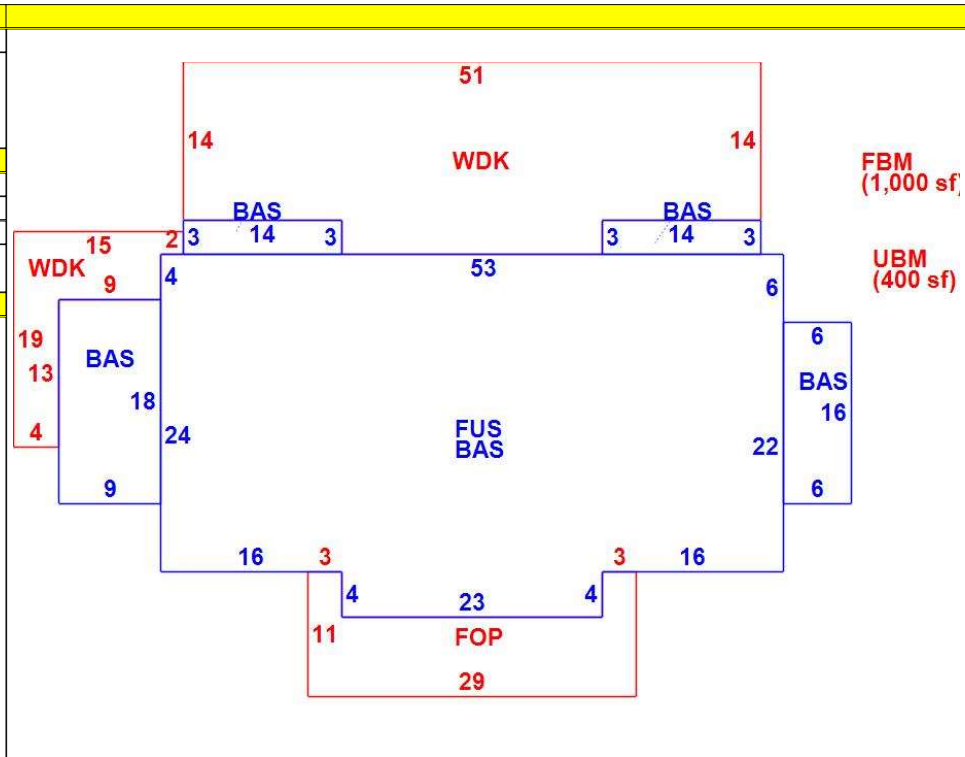 51
14 WDK 14
FBM
(1,000 sf)
BAS BAS
15 2 3 14 3 3 14 3
WDK
9 4 53 6
UBM
(400 sf)
19 13 BAS 18 24
FUS
BAS
22 6 BAS 16 6
4 9
16 3 3 16
4 23 4
11 FOP
29